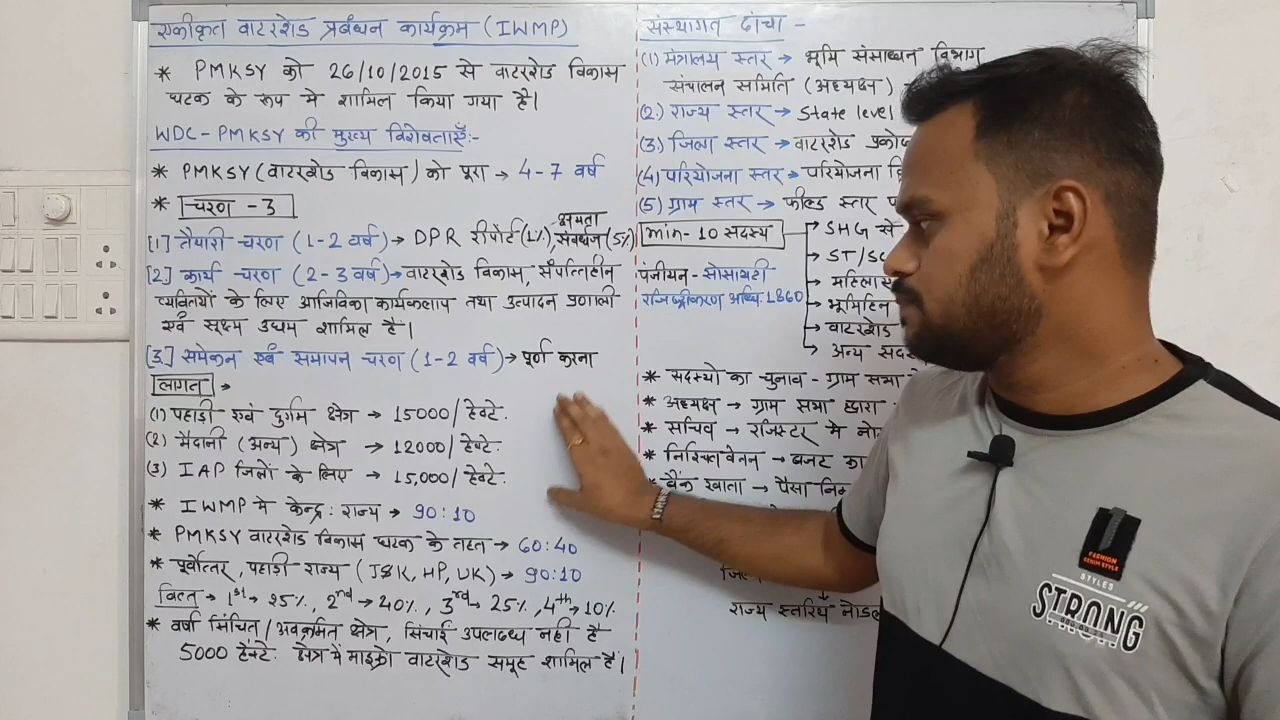 एकीकृत वाटरशेड प्रबंधन कार्यक्रम (IWMP)
* PMKSY को 26/10/2015 से वाटरशेड विकास
घटक के रूप मे शामिल किया गया है।
WDC-PMKSY की मुख्य विशेषताएँ:-
* PMKSY (वाटरशेड विकास) को पूरा → 4-7 वर्ष
* चरण -3
[1] तैयारी चरण (1-2 वर्ष) → DPR रीपोर्ट (1%), क्षमता संवर्धन (5%)
[2] कार्य चरण (2-3 वर्ष) → वाटरशेड विकास, संपत्तिहीन
व्यक्तियों के लिए आजिविका कार्यकलाप तथा उत्पादन प्रणाली
एवं सूक्ष्म उद्यम शामिल है।
[3] समेकन एवं समापन चरण (1-2 वर्ष) → पूर्ण करना
लागत →
(1) पहाड़ी एवं दुर्गम क्षेत्र → 15000/हेक्टे.
(2) मैदानी (अन्य) क्षेत्र → 12000/हेक्टे.
(3) IAP जिलों के लिए → 15,000/हेक्टे.
* IWMP मे केन्द्र : राज्य → 90:10
* PMKSY वाटरशेड विकास घटक के तहत → 60:40
* पूर्वोत्तर, पहाड़ी राज्य (J&K, HP, UK) → 90:10
वित्त → 1st → 25%, 2nd → 40%, 3rd → 25%, 4th → 10%
* वर्षा सिंचित/अवक्रमित क्षेत्र, सिंचाई उपलब्ध नही है
5000 हेक्टे. क्षेत्र में माइक्रो वाटरशेड समूह शामिल है।
संस्थागत ढांचा -
(1) मंत्रालय स्तर → भूमि संसाधन विभाग
संचालन समिति (अध्यक्ष)
(2) राज्य स्तर → State level
(3) जिला स्तर → वाटरशेड
(4) परियोजना स्तर → परियोजना
(5) ग्राम स्तर → फील्ड स्तर
min-10 सदस्य → SHG से
→ ST/SC
पंजीयन - सोसायटी
रजिस्ट्रीकरण अधि. 1860
→ भूमिहिन
→ वाटरशेड
→ अन्य
* सदस्यो का चुनाव - ग्राम सभा
* अध्यक्ष → ग्राम सभा द्वारा
* सचिव → रजिस्टर मे
* निश्चित वेतन → बजट का
* बैंक खाता → पैसा
राज्य स्तरिय
FASHION
DENIM STYLE
STYLES
STRONG